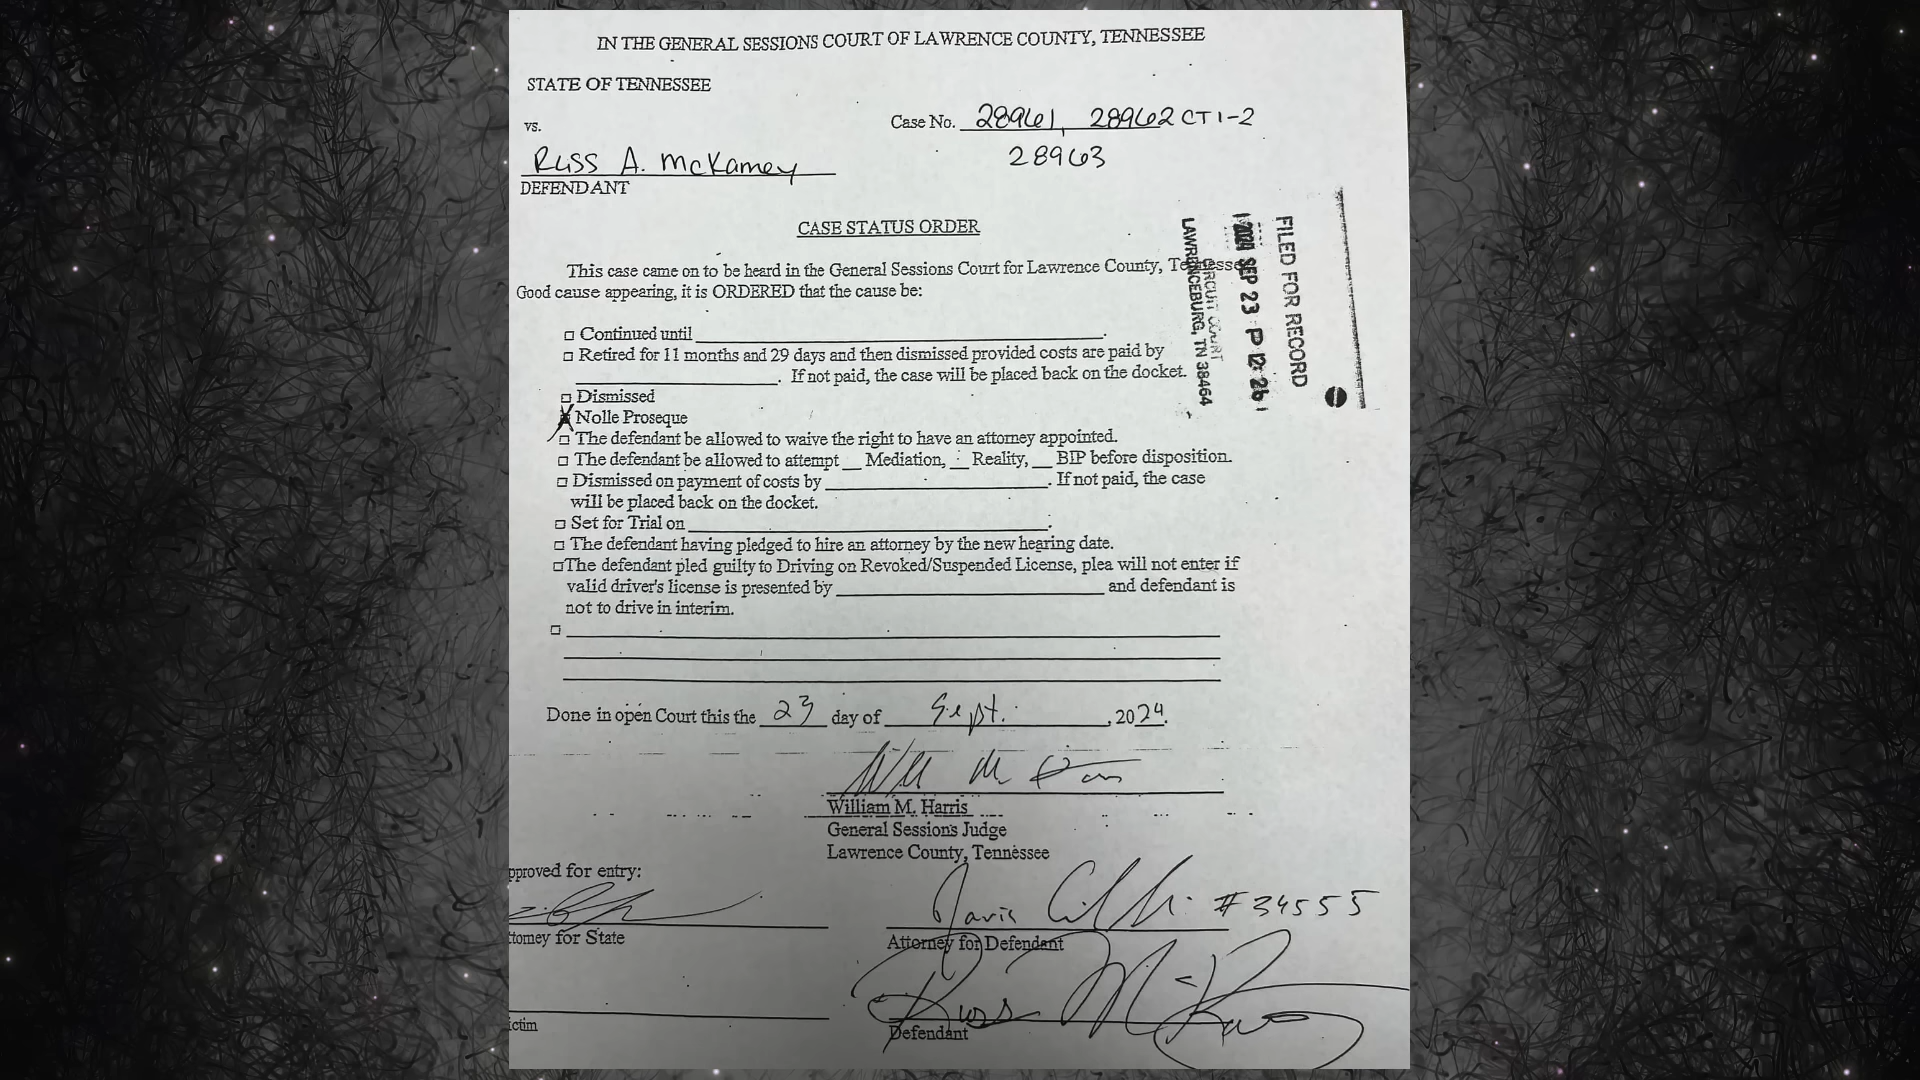 IN THE GENERAL SESSIONS COURT OF LAWRENCE COUNTY, TENNESSEE
STATE OF TENNESSEE
vs.
Case No. 28961, 28962 CT 1-2
28963
Russ A. McKamey
DEFENDANT
CASE STATUS ORDER
This case came on to be heard in the General Sessions Court for Lawrence County, Tennessee
Good cause appearing, it is ORDERED that the cause be:
Continued until
Retired for 11 months and 29 days and then dismissed provided costs are paid by
. If not paid, the case will be placed back on the docket.
Dismissed
X Nolle Proseque
The defendant be allowed to waive the right to have an attorney appointed.
The defendant be allowed to attempt __ Mediation, __ Reality, __ BIP before disposition.
Dismissed on payment of costs by ____. If not paid, the case
will be placed back on the docket.
Set for Trial on
The defendant having pledged to hire an attorney by the new hearing date.
The defendant pled guilty to Driving on Revoked/Suspended License, plea will not enter if
valid driver's license is presented by ____ and defendant is
not to drive in interim.
FILED FOR RECORD
2024 SEP 23 P 12: 26
CIRCUIT COURT
LAWRENCEBURG, TN 38464
Done in open Court this the 23 day of Sept., 2024.
William M. Harris
General Sessions Judge
Lawrence County, Tennessee
pproved for entry:
ttorney for State
#34555
Attorney for Defendant
ictim
Russ McKamey
Defendant